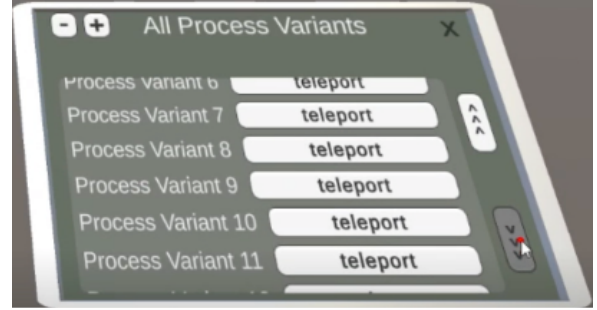 - + All Process Variants X
Process Variant 6 teleport
Process Variant 7 teleport
Process Variant 8 teleport
Process Variant 9 teleport
Process Variant 10 teleport
Process Variant 11 teleport